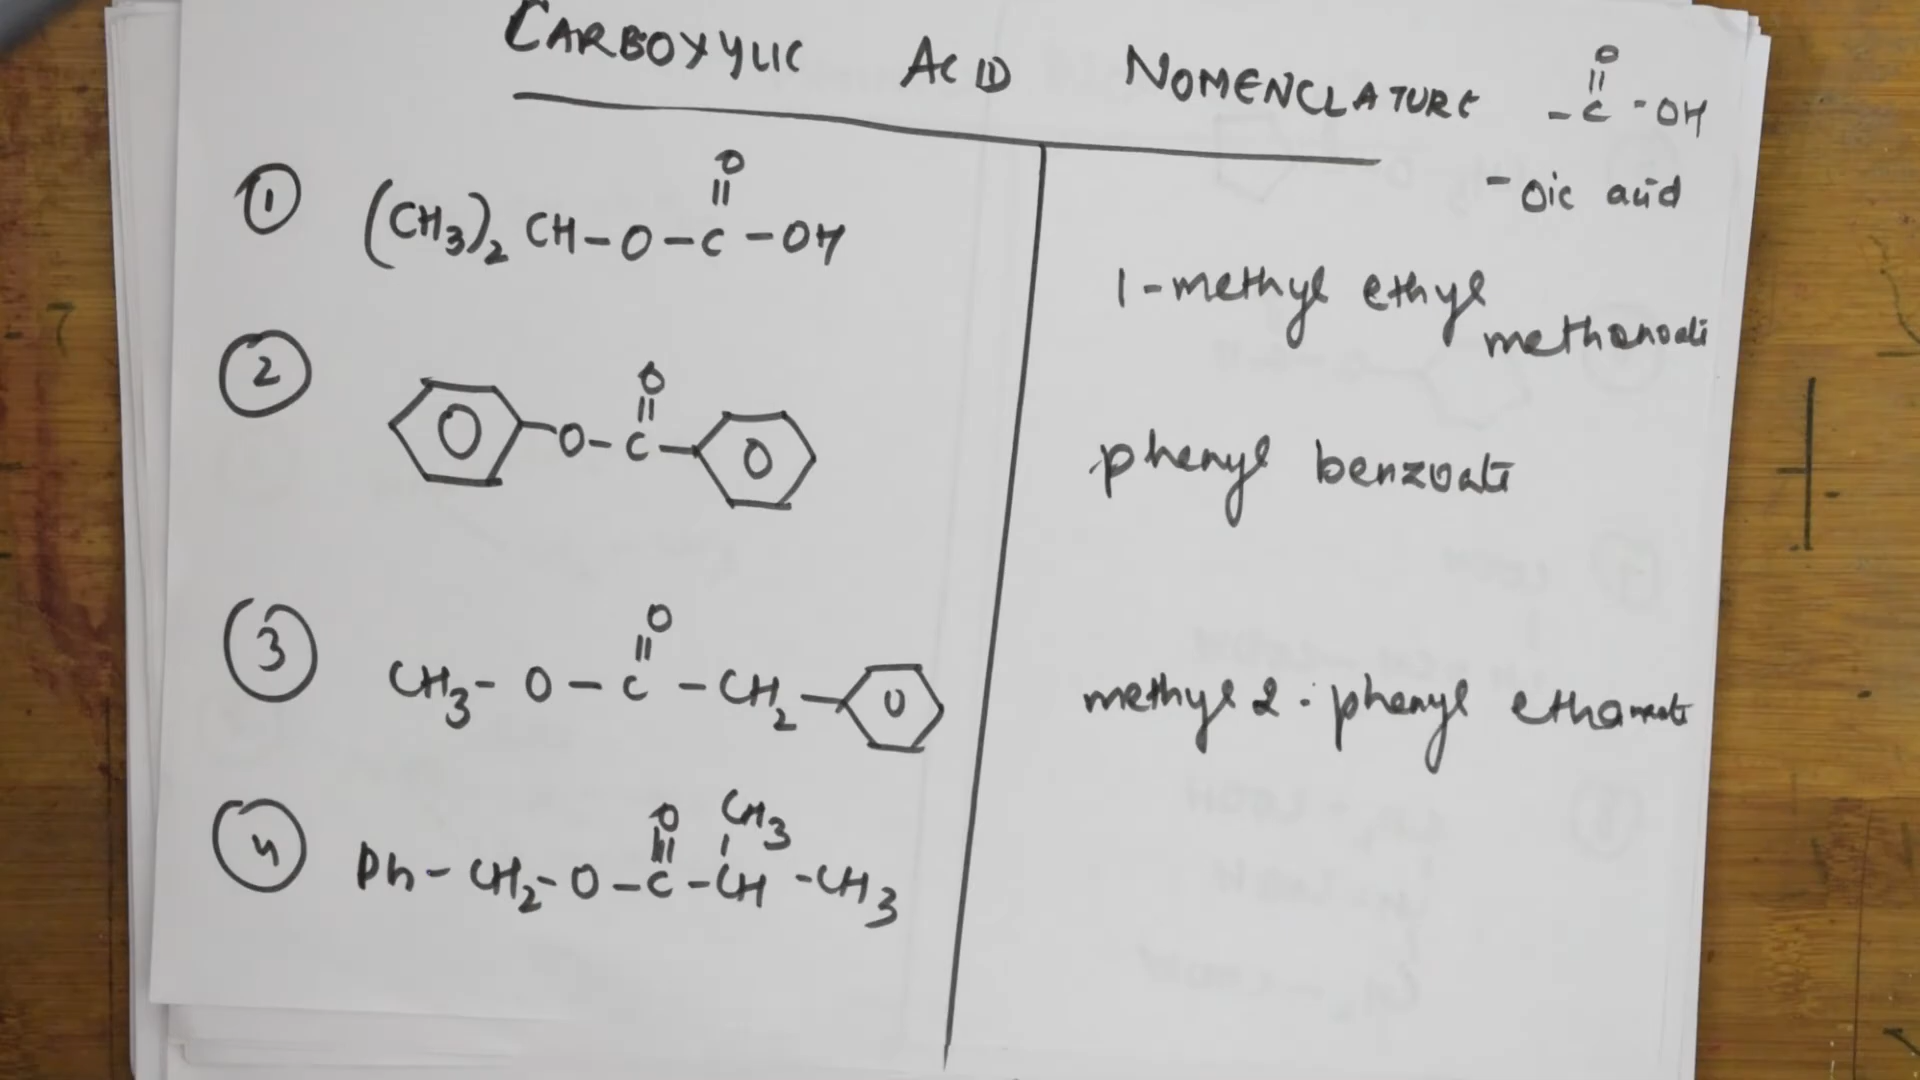 CARBOXYLIC ACID NOMENCLATURE
O
||
-C-OH
-oic acid
1
O
||
(CH3)2 CH-O-C-OH
1-methyl ethyl
methanoate
2
O
||
O-O-C-O
phenyl benzoate
3
O
||
CH3-O-C-CH2-
methyl 2-phenyl ethanoate
4
O CH3
|| |
Ph-CH2-O-C-CH-CH3